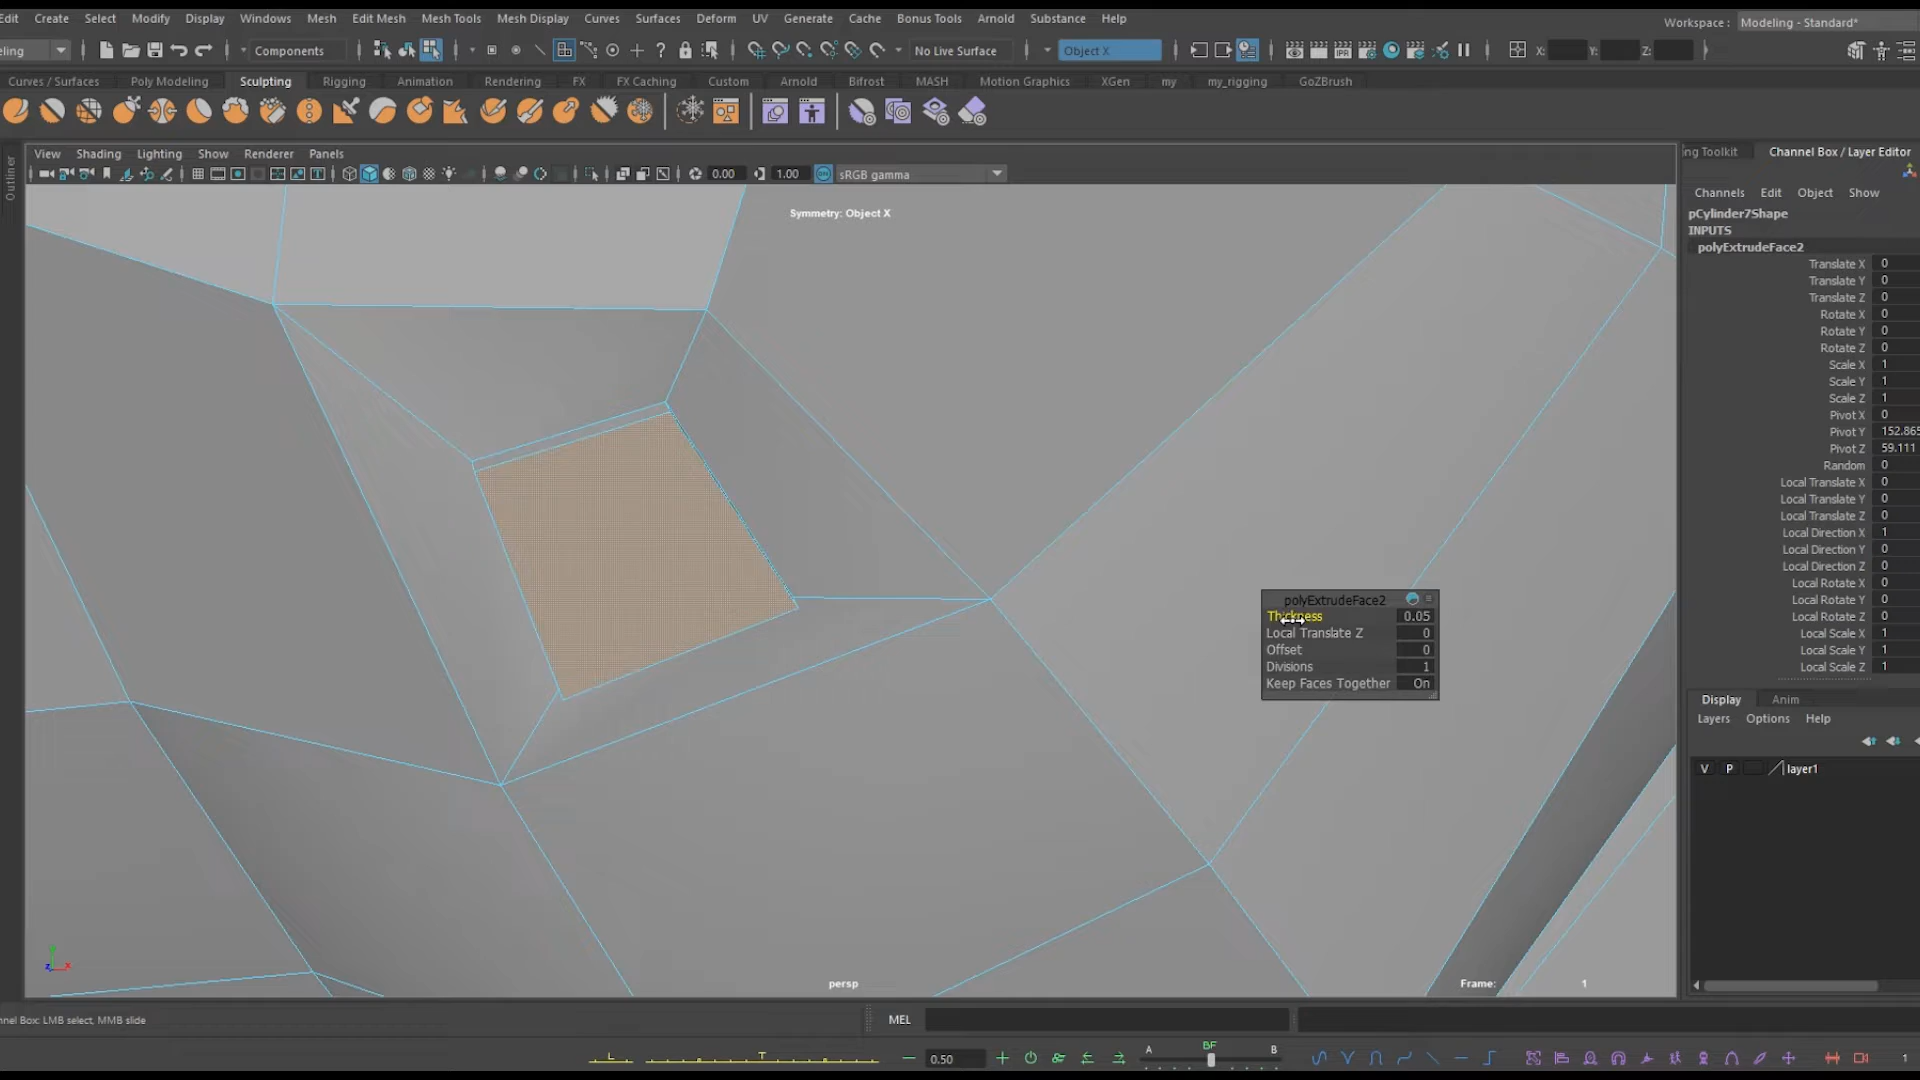 Edit Create Select Modify Display Windows Mesh Edit Mesh Mesh Tools Mesh Display Curves Surfaces Deform UV Generate Cache Bonus Tools Arnold Substance Help
Workspace : Modeling - Standard*
eling Components No Live Surface Object X X: Y: Z:
Curves / Surfaces Poly Modeling Sculpting Rigging Animation Rendering FX FX Caching Custom Arnold Bifrost MASH Motion Graphics XGen my my_rigging GoZBrush
View Shading Lighting Show Renderer Panels
0.00 1.00 ON sRGB gamma
Outliner
Symmetry: Object X
polyExtrudeFace2
Thickness 0.05
Local Translate Z 0
Offset 0
Divisions 1
Keep Faces Together On
persp
Frame: 1
ing Toolkit Channel Box / Layer Editor
Channels Edit Object Show
pCylinder7Shape
INPUTS
polyExtrudeFace2
Translate X 0
Translate Y 0
Translate Z 0
Rotate X 0
Rotate Y 0
Rotate Z 0
Scale X 1
Scale Y 1
Scale Z 1
Pivot X 0
Pivot Y 152.865
Pivot Z 59.111
Random 0
Local Translate X 0
Local Translate Y 0
Local Translate Z 0
Local Direction X 1
Local Direction Y 0
Local Direction Z 0
Local Rotate X 0
Local Rotate Y 0
Local Rotate Z 0
Local Scale X 1
Local Scale Y 1
Local Scale Z 1
Display Anim
Layers Options Help
V P layer1
nnel Box: LMB select, MMB slide
MEL
L T 0.50 A BF B 1